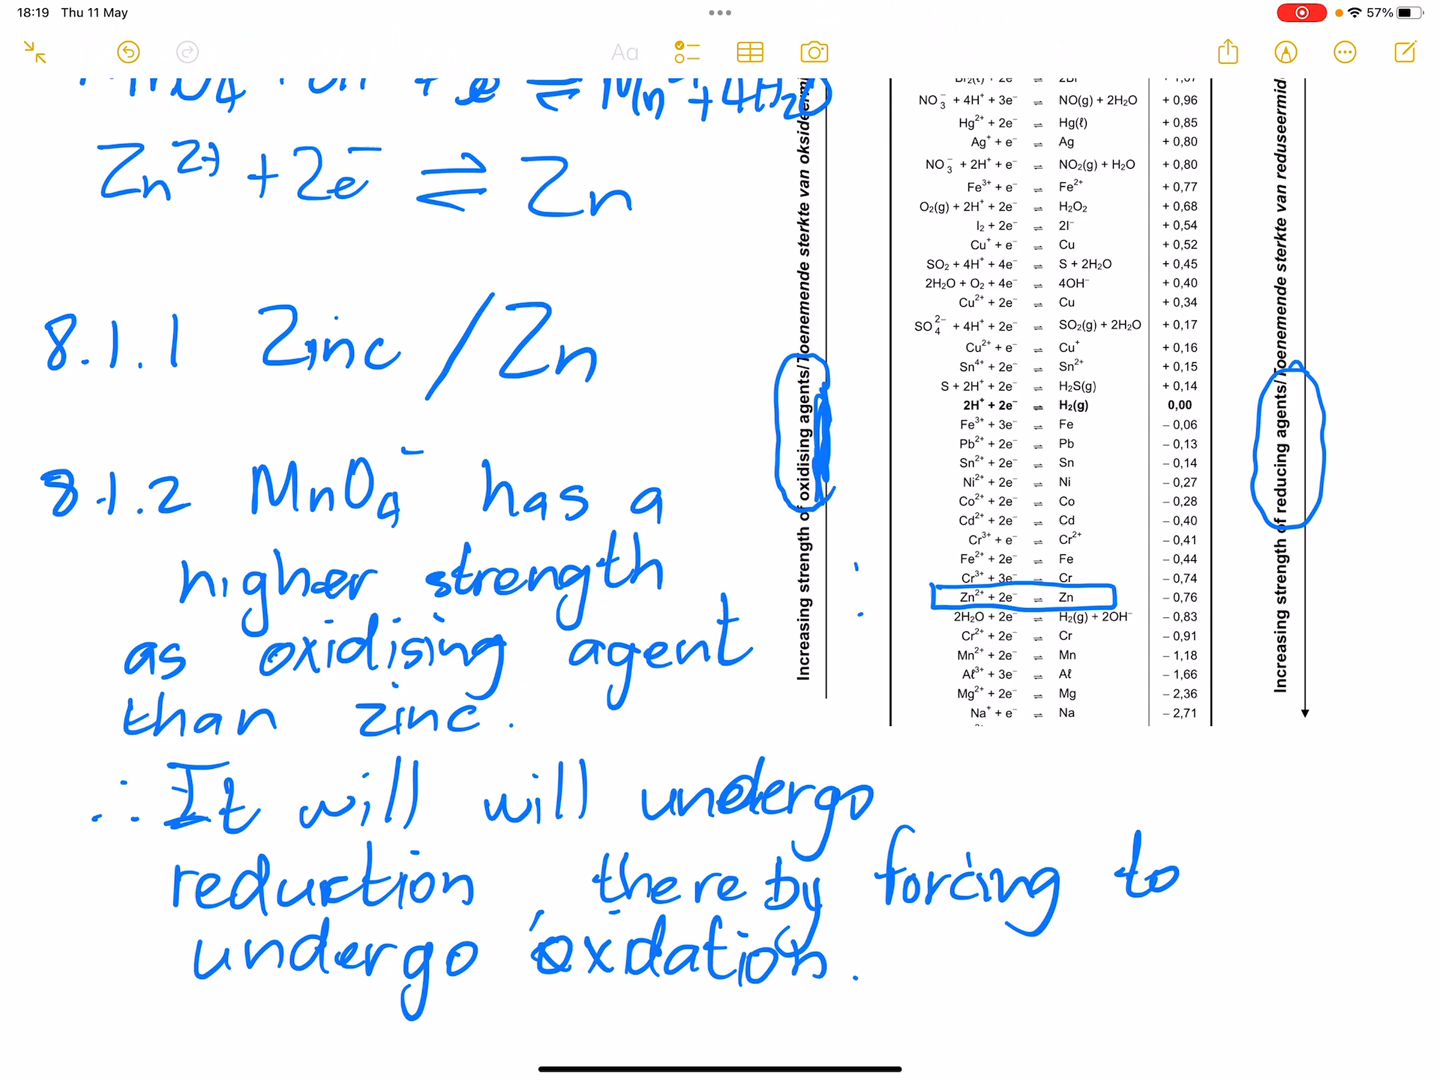 18:19 Thu 11 May
57%
Aa
Zn²⁺ + 2e⁻ ⇌ Zn
8.1.1 Zinc / Zn
8.1.2 MnO₄⁻ has a
higher strength
as oxidising agent
than zinc.
∴ It will will undergo
reduction thereby forcing to
undergo oxidation.
Increasing strength of oxidising agents/Toenemende sterkte van oksideermi
NO₃⁻ + 4H⁺ + 3e⁻ ⇌ NO(g) + 2H₂O + 0,96
Hg²⁺ + 2e⁻ ⇌ Hg(ℓ) + 0,85
Ag⁺ + e⁻ ⇌ Ag + 0,80
NO₃⁻ + 2H⁺ + e⁻ ⇌ NO₂(g) + H₂O + 0,80
Fe³⁺ + e⁻ ⇌ Fe²⁺ + 0,77
O₂(g) + 2H⁺ + 2e⁻ ⇌ H₂O₂ + 0,68
I₂ + 2e⁻ ⇌ 2I⁻ + 0,54
Cu⁺ + e⁻ ⇌ Cu + 0,52
SO₂ + 4H⁺ + 4e⁻ ⇌ S + 2H₂O + 0,45
2H₂O + O₂ + 4e⁻ ⇌ 4OH⁻ + 0,40
Cu²⁺ + 2e⁻ ⇌ Cu + 0,34
SO₄²⁻ + 4H⁺ + 2e⁻ ⇌ SO₂(g) + 2H₂O + 0,17
Cu²⁺ + e⁻ ⇌ Cu⁺ + 0,16
Sn⁴⁺ + 2e⁻ ⇌ Sn²⁺ + 0,15
S + 2H⁺ + 2e⁻ ⇌ H₂S(g) + 0,14
2H⁺ + 2e⁻ ⇌ H₂(g) 0,00
Fe³⁺ + 3e⁻ ⇌ Fe – 0,06
Pb²⁺ + 2e⁻ ⇌ Pb – 0,13
Sn²⁺ + 2e⁻ ⇌ Sn – 0,14
Ni²⁺ + 2e⁻ ⇌ Ni – 0,27
Co²⁺ + 2e⁻ ⇌ Co – 0,28
Cd²⁺ + 2e⁻ ⇌ Cd – 0,40
Cr³⁺ + e⁻ ⇌ Cr²⁺ – 0,41
Fe²⁺ + 2e⁻ ⇌ Fe – 0,44
Cr³⁺ + 3e⁻ ⇌ Cr – 0,74
Zn²⁺ + 2e⁻ ⇌ Zn – 0,76
2H₂O + 2e⁻ ⇌ H₂(g) + 2OH⁻ – 0,83
Cr²⁺ + 2e⁻ ⇌ Cr – 0,91
Mn²⁺ + 2e⁻ ⇌ Mn – 1,18
Aℓ³⁺ + 3e⁻ ⇌ Aℓ – 1,66
Mg²⁺ + 2e⁻ ⇌ Mg – 2,36
Na⁺ + e⁻ ⇌ Na – 2,71
Increasing strength of reducing agents/Toenemende sterkte van reduseermid